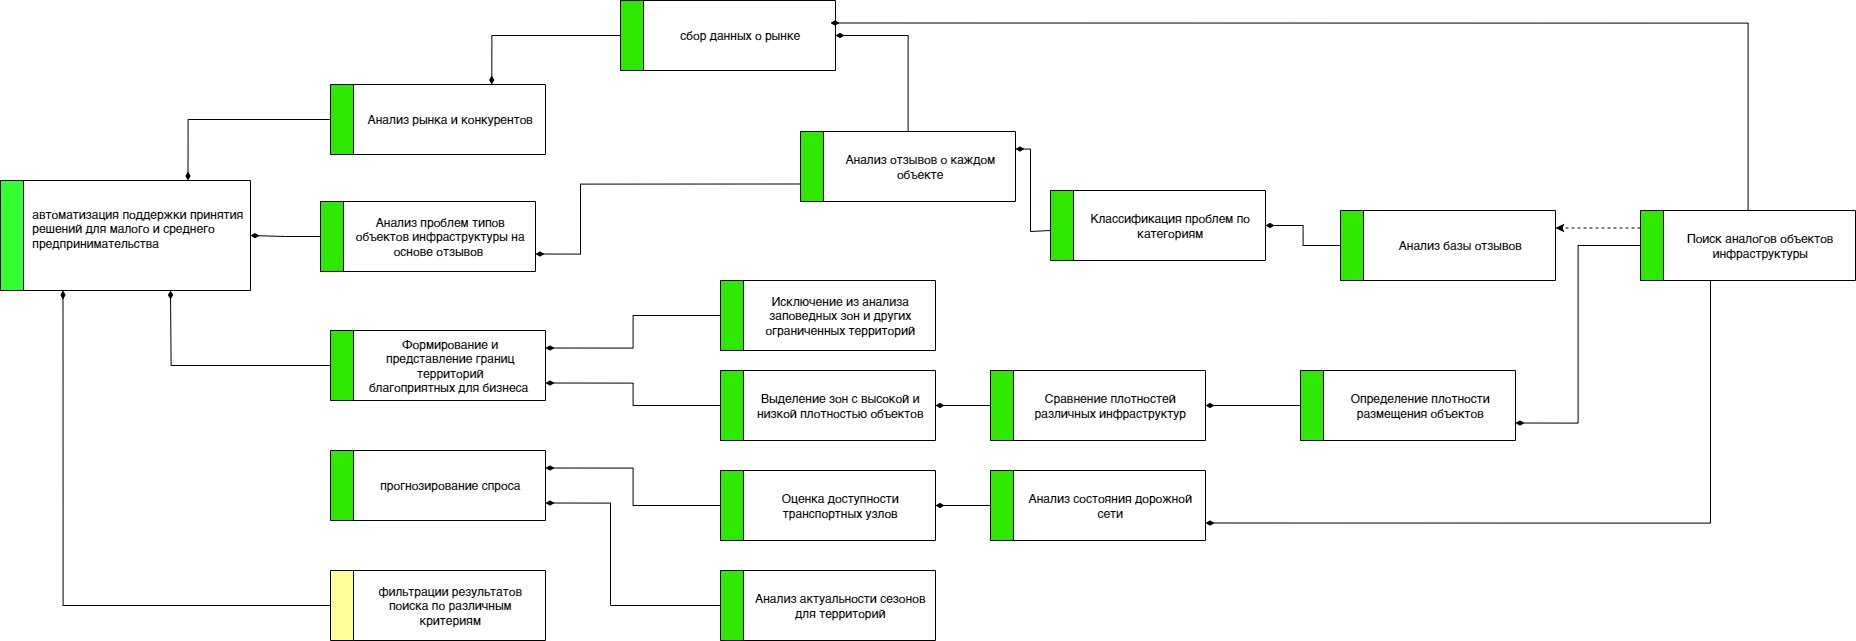 сбор данных о рынке
Анализ рынка и конкурентов
Анализ отзывов о каждом
объекте
автоматизация поддержки принятия
решений для малого и среднего
предпринимательства
Анализ проблем типов
объектов инфраструктуры на
основе отзывов
Классификация проблем по
категориям
Анализ базы отзывов
Поиск аналогов объектов
инфраструктуры
Исключение из анализа
заповедных зон и других
ограниченных территорий
Формирование и
представление границ
территорий
благоприятных для бизнеса
Выделение зон с высокой и
низкой плотностью объектов
Сравнение плотностей
различных инфраструктур
Определение плотности
размещения объектов
прогнозирование спроса
Оценка доступности
транспортных узлов
Анализ состояния дорожной
сети
фильтрации результатов
поиска по различным
критериям
Анализ актуальности сезонов
для территорий